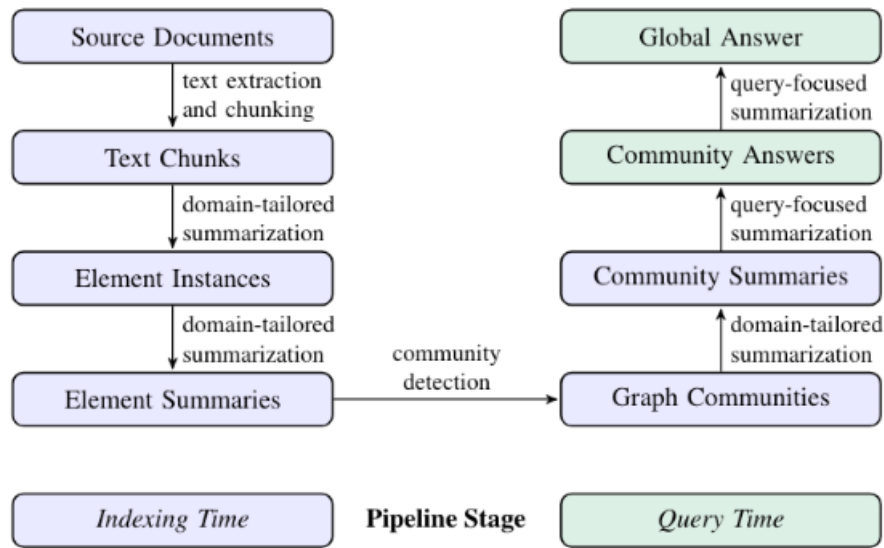 Source Documents
text extraction
and chunking
Text Chunks
domain-tailored
summarization
Element Instances
domain-tailored
summarization
Element Summaries
community
detection
Graph Communities
domain-tailored
summarization
Community Summaries
query-focused
summarization
Community Answers
query-focused
summarization
Global Answer
Indexing Time
Pipeline Stage
Query Time